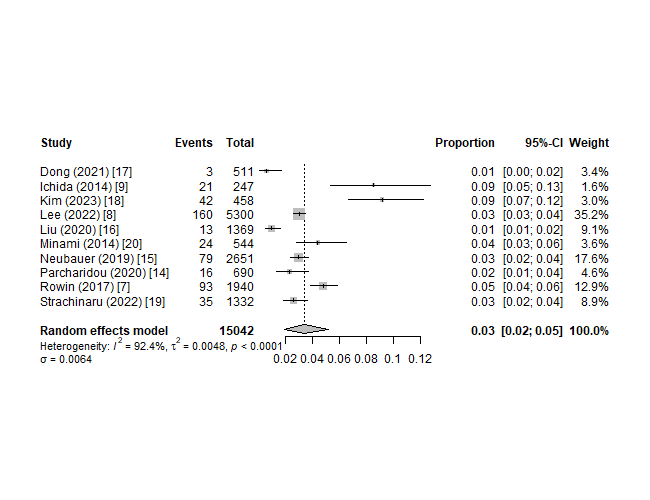 Study Events Total Proportion 95%-CI Weight
Dong (2021) [17] 3 511 0.01 [0.00; 0.02] 3.4%
Ichida (2014) [9] 21 247 0.09 [0.05; 0.13] 1.6%
Kim (2023) [18] 42 458 0.09 [0.07; 0.12] 3.0%
Lee (2022) [8] 160 5300 0.03 [0.03; 0.04] 35.2%
Liu (2020) [16] 13 1369 0.01 [0.01; 0.02] 9.1%
Minami (2014) [20] 24 544 0.04 [0.03; 0.06] 3.6%
Neubauer (2019) [15] 79 2651 0.03 [0.02; 0.04] 17.6%
Parcharidou (2020) [14] 16 690 0.02 [0.01; 0.04] 4.6%
Rowin (2017) [7] 93 1940 0.05 [0.04; 0.06] 12.9%
Strachinaru (2022) [19] 35 1332 0.03 [0.02; 0.04] 8.9%
Random effects model 15042 0.03 [0.02; 0.05] 100.0%
Heterogeneity: I² = 92.4%, τ² = 0.0048, p < 0.0001
σ = 0.0064
0.02 0.04 0.06 0.08 0.1 0.12